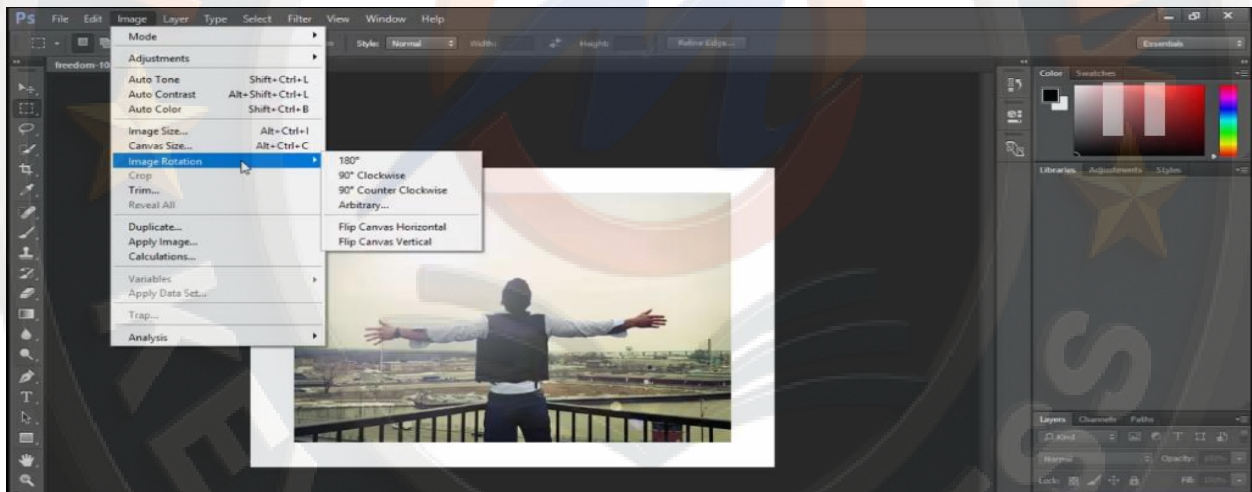 Ps File Edit Image Layer Type Select Filter View Window Help
Style: Normal Width: Height: Refine Edge... Essentials
freedom-10
Mode
Adjustments
Auto Tone Shift+Ctrl+L
Auto Contrast Alt+Shift+Ctrl+L
Auto Color Shift+Ctrl+B
Image Size... Alt+Ctrl+I
Canvas Size... Alt+Ctrl+C
Image Rotation
Crop
Trim...
Reveal All
Duplicate...
Apply Image...
Calculations...
Variables
Apply Data Set...
Trap...
Analysis
180°
90° Clockwise
90° Counter Clockwise
Arbitrary...
Flip Canvas Horizontal
Flip Canvas Vertical
Color Swatches
Libraries Adjustments Styles
Layers Channels Paths
Kind
Normal Opacity: 100%
Lock: Fill: 100%